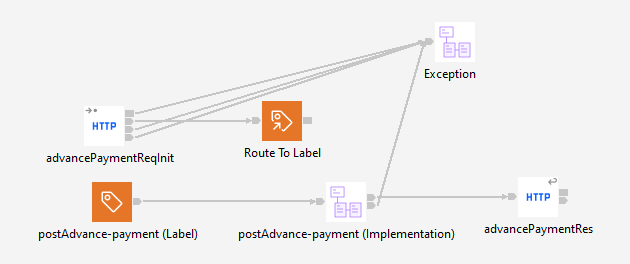 Exception
HTTP
advancePaymentReqInit
Route To Label
HTTP
postAdvance-payment (Label)
postAdvance-payment (Implementation)
advancePaymentRes